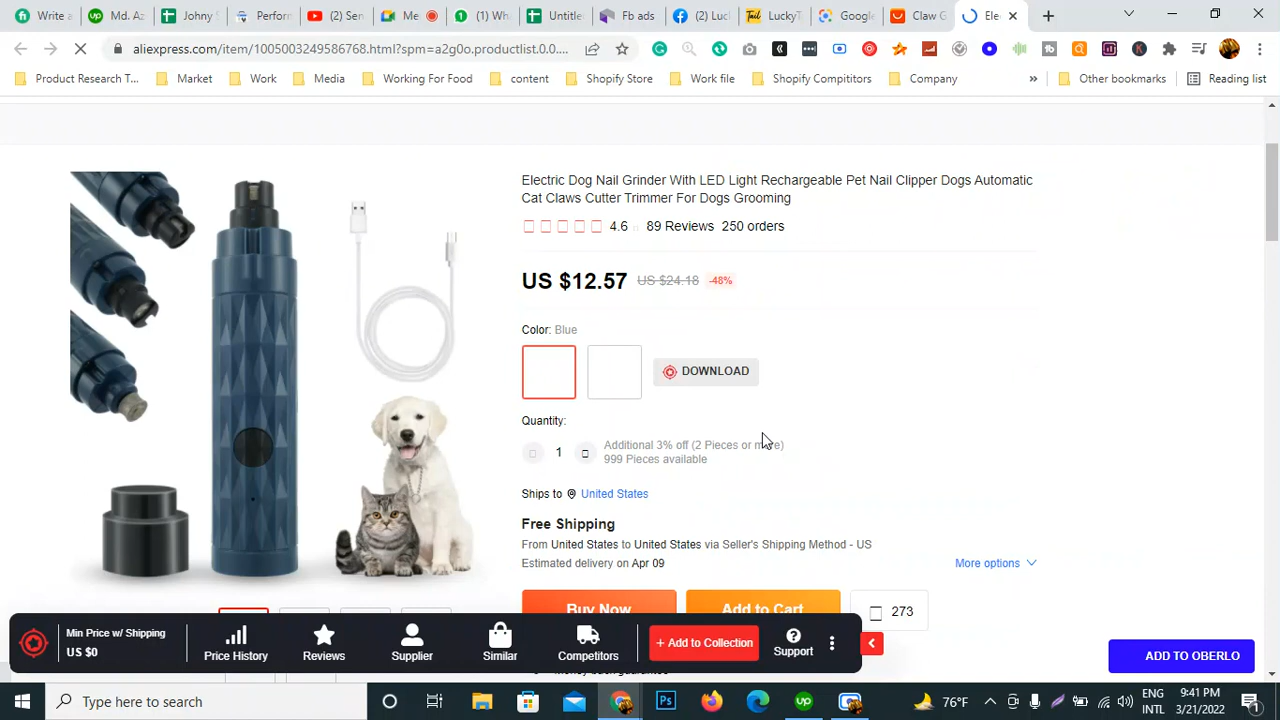 Write a
Md. Az
John S
Perform
(2) Sen
Me
(1) Wh
Untitle
Fb ads
(2) Luc
LuckyT
Google
Claw G
Ele
aliexpress.com/item/1005003249586768.html?spm=a2g0o.productlist.0.0....
Product Research T...
Market
Work
Media
Working For Food
content
Shopify Store
Work file
Shopify Compititors
Company
»
Other bookmarks
Reading list
Electric Dog Nail Grinder With LED Light Rechargeable Pet Nail Clipper Dogs Automatic
Cat Claws Cutter Trimmer For Dogs Grooming
4.6 89 Reviews 250 orders
US $12.57 US $24.18 -48%
Color: Blue
DOWNLOAD
Quantity:
1
Additional 3% off (2 Pieces or more)
999 Pieces available
Ships to United States
Free Shipping
From United States to United States via Seller's Shipping Method - US
Estimated delivery on Apr 09
More options
Buy Now
Add to Cart
273
Min Price w/ Shipping
US $0
Price History
Reviews
Supplier
Similar
Competitors
+ Add to Collection
Support
ADD TO OBERLO
Type here to search
Ps
up
76°F
ENG
INTL
9:41 PM
3/21/2022